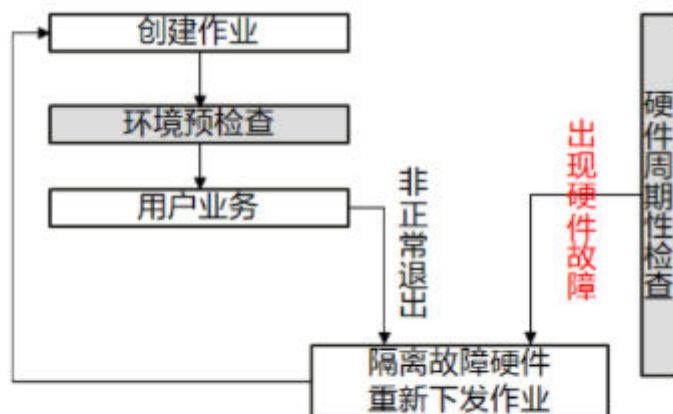 创建作业
环境预检查
用户业务
非正常退出
出现硬件故障
硬件周期性检查
隔离故障硬件
重新下发作业